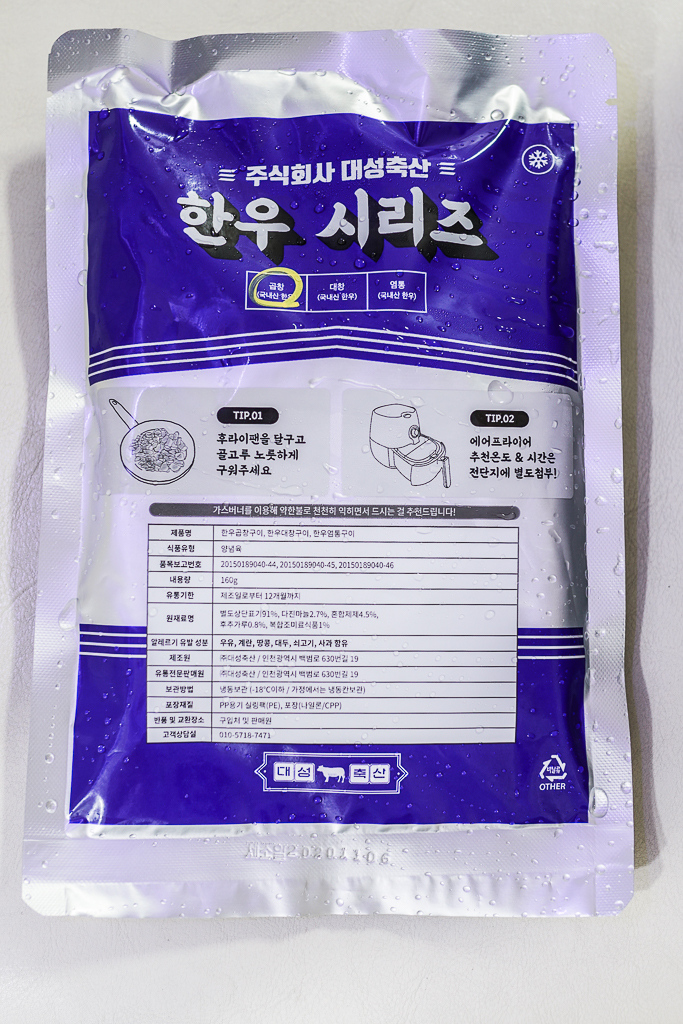 주식회사 대성축산
한우 시리즈
곱창 대창 염통
(국내산 한우) (국내산 한우) (국내산 한우)
TIP.01
후라이팬을 달구고
골고루 노릇하게
구워주세요
TIP.02
에어프라이어
추천온도 & 시간은
전단지에 별도첨부!
가스버너를 이용해 약한불로 천천히 익히면서 드시는 걸 추천드립니다!
제품명 한우곱창구이, 한우대창구이, 한우염통구이
식품유형 양념육
품목보고번호 20150189040-44, 20150189040-45, 20150189040-46
내용량 160g
유통기한 제조일로부터 12개월까지
원재료명 별도상단표기91%, 다진마늘2.7%, 혼합제제4.5%,
후추가루0.8%, 복합조미료식품1%
알레르기 유발 성분 우유, 계란, 땅콩, 대두, 쇠고기, 사과 함유
제조원 ㈜대성축산 / 인천광역시 백범로 630번길 19
유통전문판매원 ㈜대성축산 / 인천광역시 백범로 630번길 19
보관방법 냉동보관 (-18℃이하 / 가정에서는 냉동칸보관)
포장재질 PP용기 실링팩(PE), 포장(나일론/CPP)
반품 및 교환장소 구입처 및 판매원
고객상담실 010-5718-7471
대성 축산
비닐류
OTHER
제조일20201106